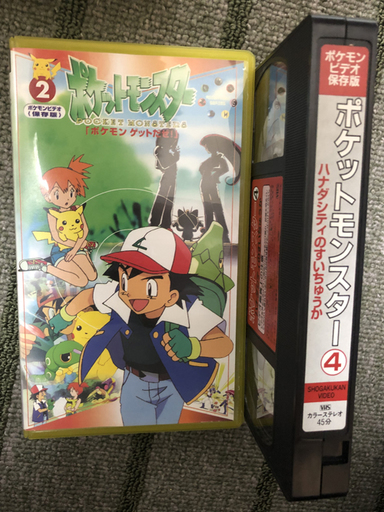 2
ポケモンビデオ
(保存版)
ポケットモンスター
POCKET MONSTERS
「ポケモン ゲットだぜ!」
ポケモン
ビデオ
保存版
ポケットモンスター4
ハナダシティのすいちゅうか
SHOGAKUKAN
VIDEO
VHS
カラーステレオ
45分